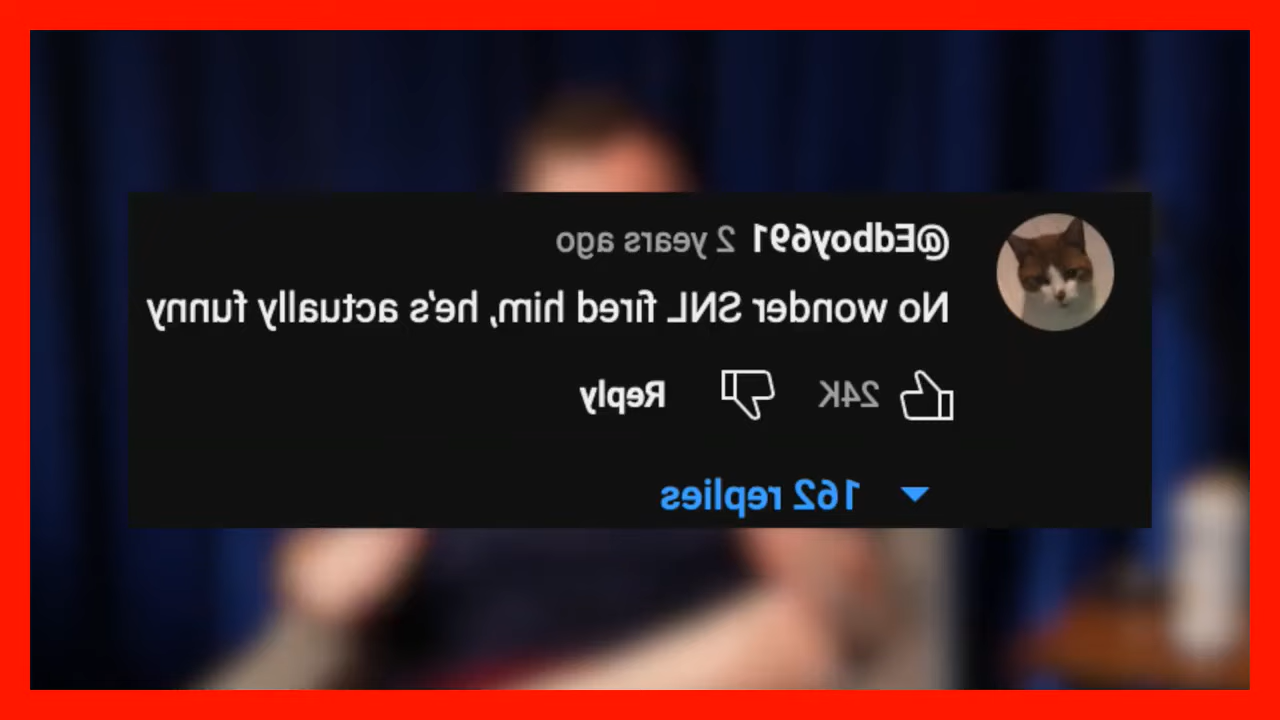 @Edboy691 2 years ago
No wonder SNL fired him, he's actually funny
24K Reply
162 replies